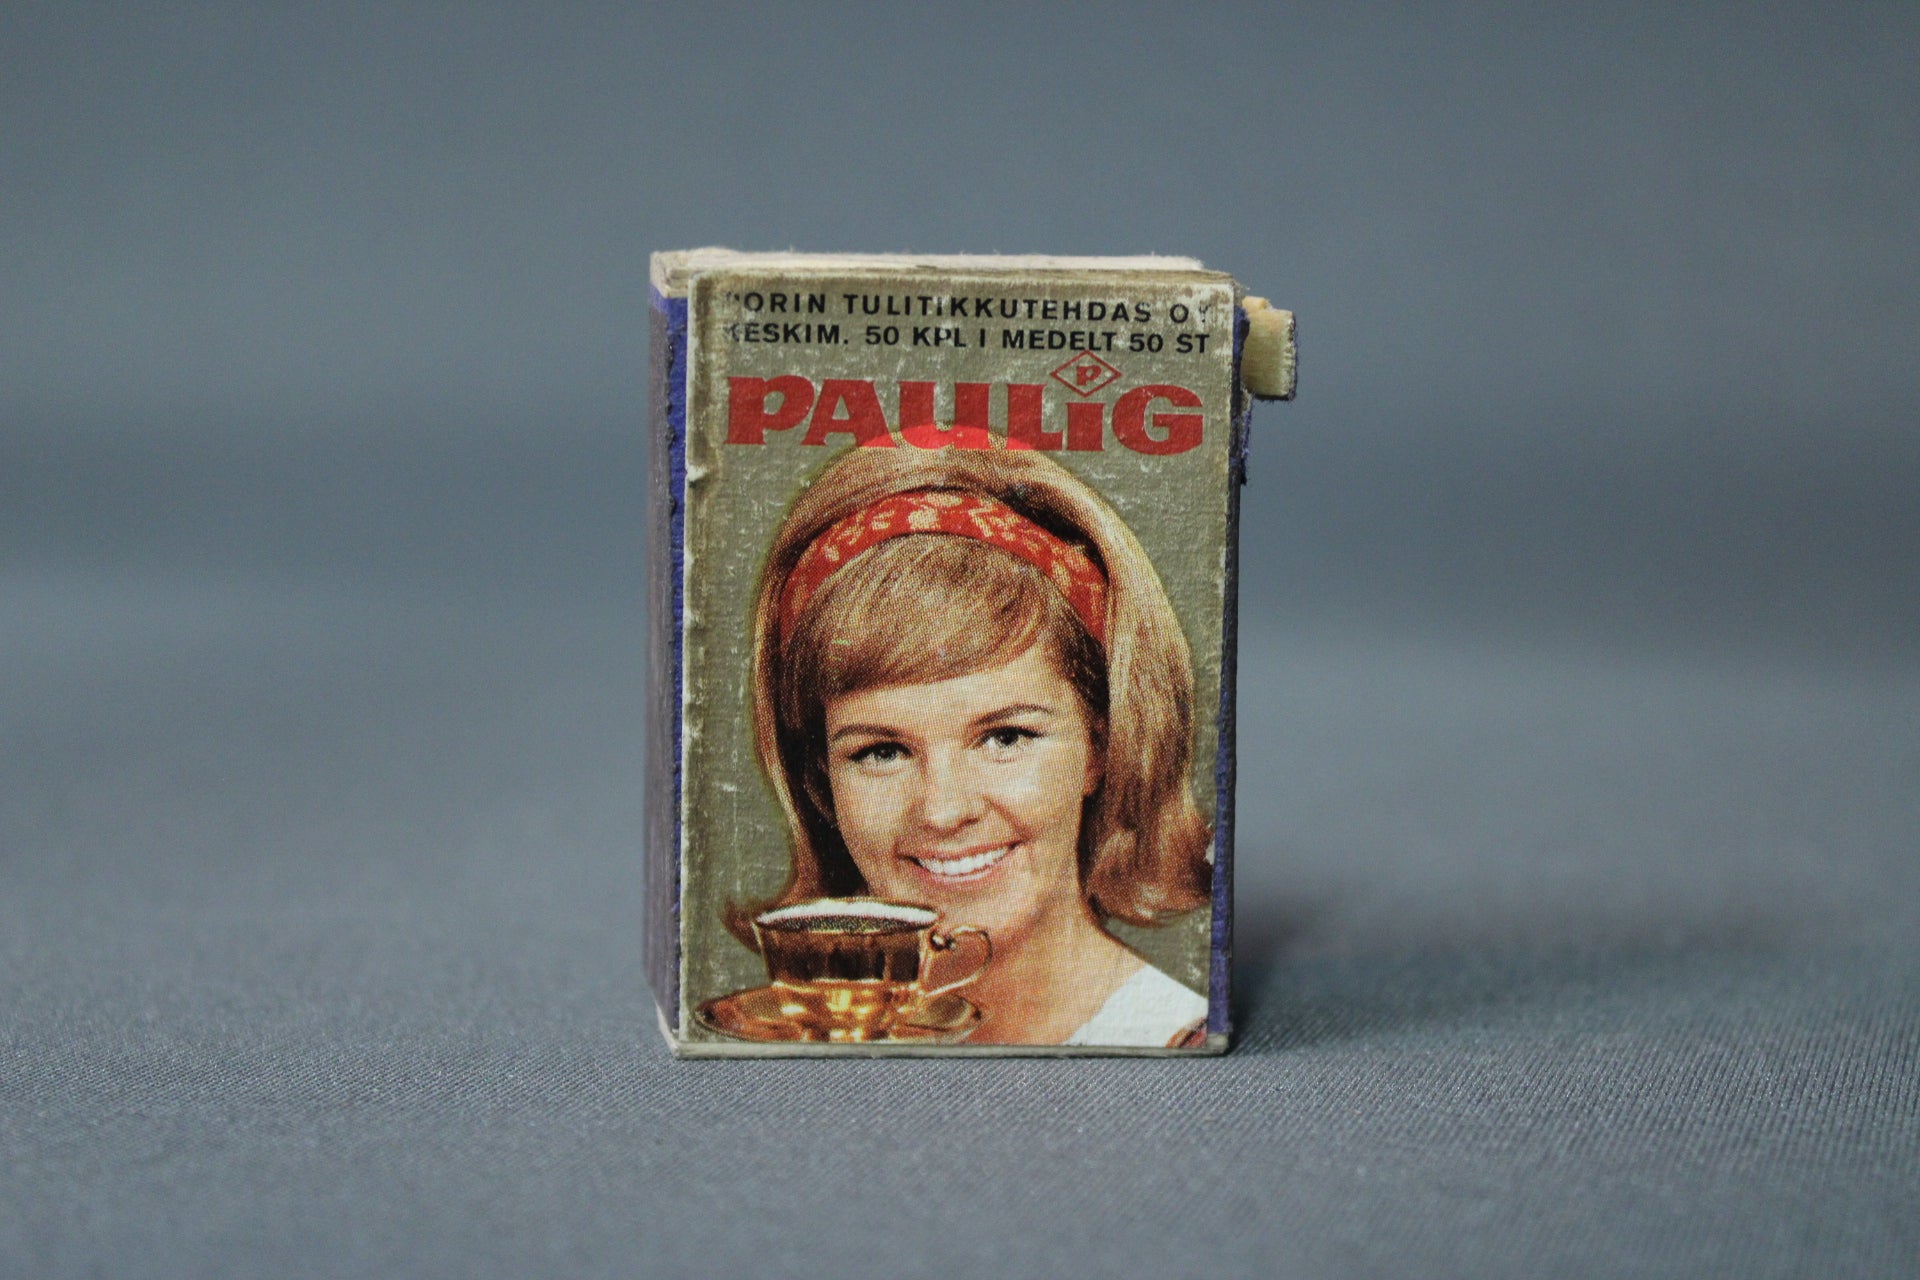 PORIN TULITIKKUTEHDAS OY
KESKIM. 50 KPL I MEDELT 50 ST
P
PAULiG